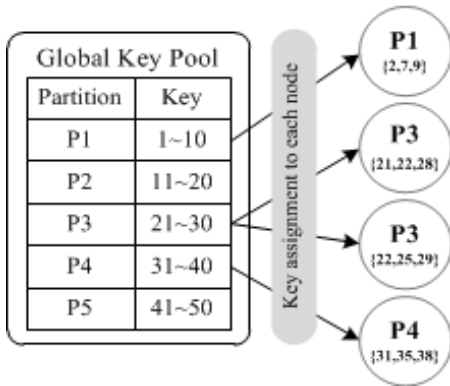 Global Key Pool
Partition Key
P1 1~10
P2 11~20
P3 21~30
P4 31~40
P5 41~50
Key assignment to each node
P1
{2,7,9}
P3
{21,22,28}
P3
{22,25,29}
P4
{31,35,38}